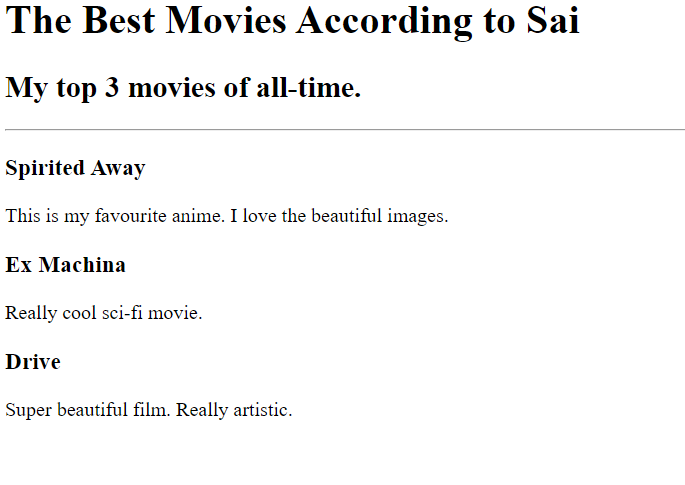 The Best Movies According to Sai
My top 3 movies of all-time.
Spirited Away
This is my favourite anime. I love the beautiful images.
Ex Machina
Really cool sci-fi movie.
Drive
Super beautiful film. Really artistic.